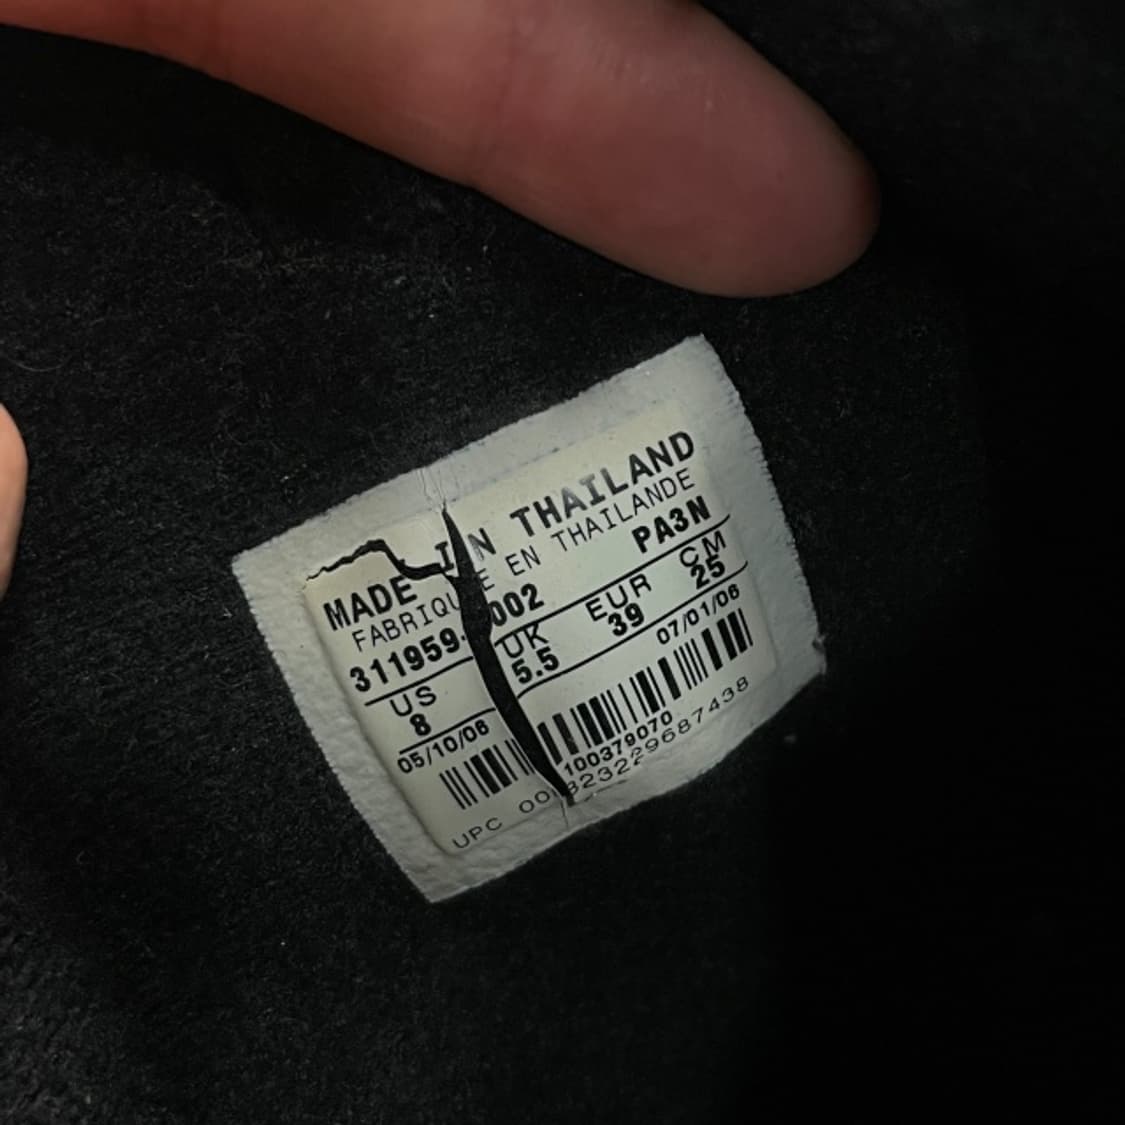 MADE IN THAILAND
FABRIQUÉ EN THAILANDE
311959-002 PA3N
US UK EUR CM
8 5.5 39 25
05/10/06 07/01/06
100379070
UPC